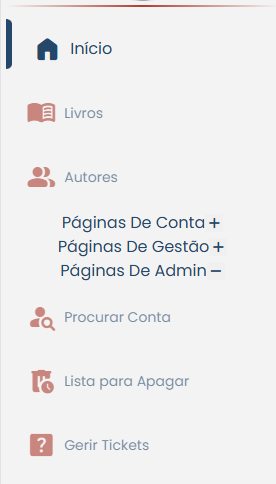 Início
Livros
Autores
Páginas De Conta +
Páginas De Gestão +
Páginas De Admin −
Procurar Conta
Lista para Apagar
Gerir Tickets